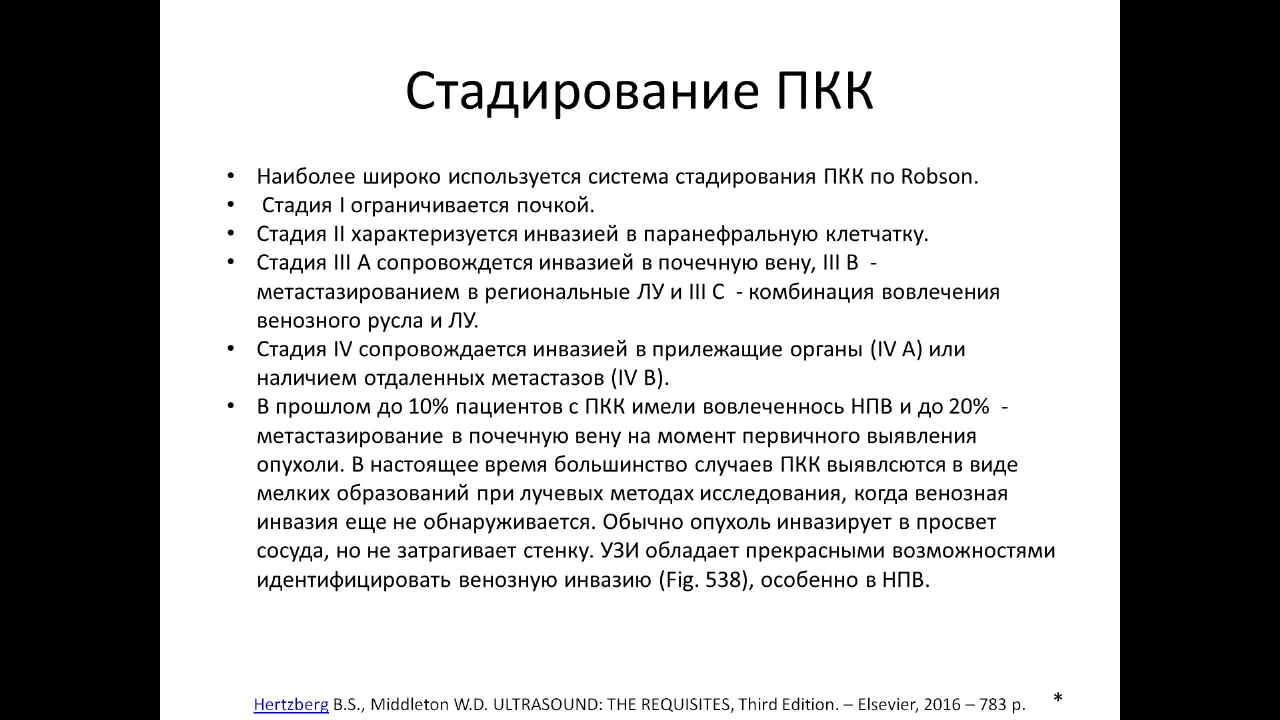 Стадирование ПКК
• Наиболее широко используется система стадирования ПКК по Robson.
• Стадия I ограничивается почкой.
• Стадия II характеризуется инвазией в паранефральную клетчатку.
• Стадия III A сопровождется инвазией в почечную вену, III B -
метастазированием в региональные ЛУ и III C - комбинация вовлечения
венозного русла и ЛУ.
• Стадия IV сопровождается инвазией в прилежащие органы (IV A) или
наличием отдаленных метастазов (IV B).
• В прошлом до 10% пациентов с ПКК имели вовлеченнось НПВ и до 20% -
метастазирование в почечную вену на момент первичного выявления
опухоли. В настоящее время большинство случаев ПКК выявлсются в виде
мелких образований при лучевых методах исследования, когда венозная
инвазия еще не обнаруживается. Обычно опухоль инвазирует в просвет
сосуда, но не затрагивает стенку. УЗИ обладает прекрасными возможностями
идентифицировать венозную инвазию (Fig. 538), особенно в НПВ.
Hertzberg B.S., Middleton W.D. ULTRASOUND: THE REQUISITES, Third Edition. – Elsevier, 2016 – 783 p. *